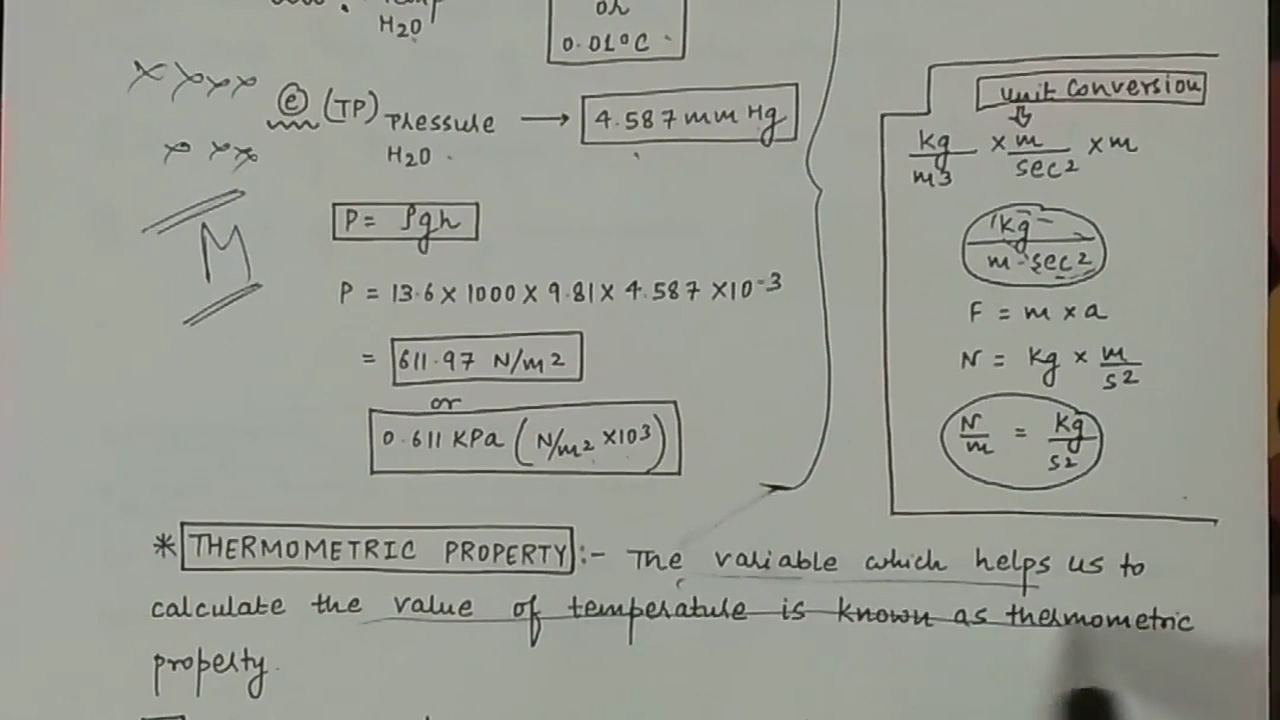 H2O
or
0.01°C
e (TP) Pressure H2O → 4.587 mm Hg
P = ρgh
P = 13.6 × 1000 × 9.81 × 4.587 × 10-3
= 611.97 N/m2
or
0.611 KPa (N/m2 ×103)
M
unit conversion
kg/m3 × m/sec2 × m
kg/m-sec2
F = m × a
N = kg × m/s2
N/m = kg/s2
* THERMOMETRIC PROPERTY :- The variable which helps us to
calculate the value of temperature is known as thermometric
property.